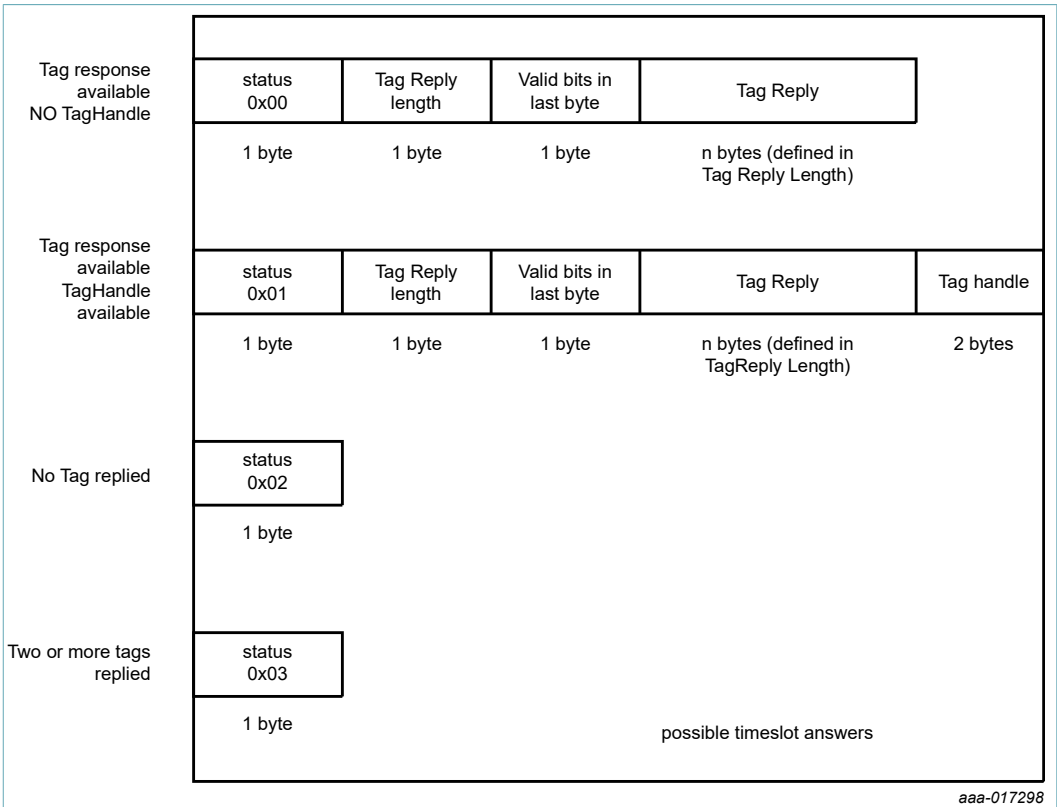 Tag response
available
NO TagHandle
status
0x00
Tag Reply
length
Valid bits in
last byte
Tag Reply
1 byte
1 byte
1 byte
n bytes (defined in
Tag Reply Length)
Tag response
available
TagHandle
available
status
0x01
Tag Reply
length
Valid bits in
last byte
Tag Reply
Tag handle
1 byte
1 byte
1 byte
n bytes (defined in
TagReply Length)
2 bytes
No Tag replied
status
0x02
1 byte
Two or more tags
replied
status
0x03
1 byte
possible timeslot answers
aaa-017298